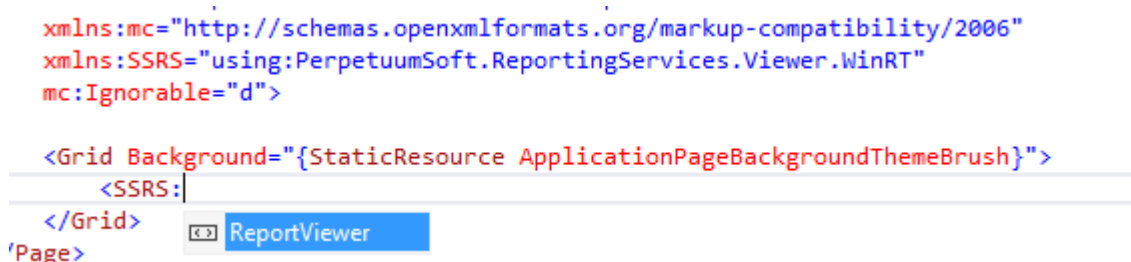 xmlns:mc="http://schemas.openxmlformats.org/markup-compatibility/2006"
xmlns:SSRS="using:PerpetuumSoft.ReportingServices.Viewer.WinRT"
mc:Ignorable="d">
<Grid Background="{StaticResource ApplicationPageBackgroundThemeBrush}">
<SSRS:
</Grid>
ReportViewer
/Page>